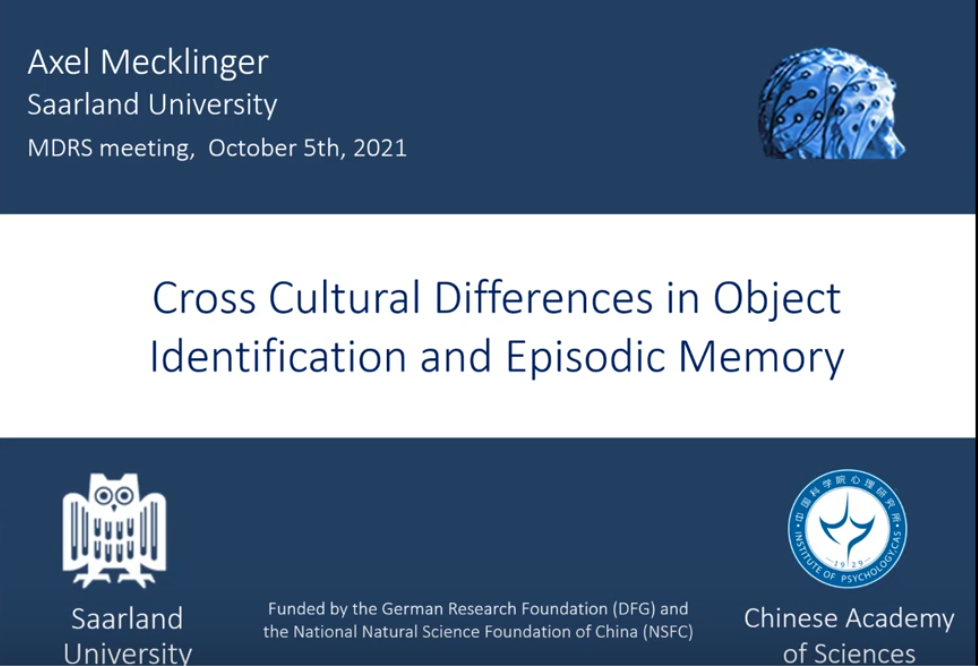 Axel Mecklinger
Saarland University
MDRS meeting, October 5th, 2021
Cross Cultural Differences in Object
Identification and Episodic Memory
中国科学院心理研究所
INSTITUTE OF PSYCHOLOGY,CAS
1929
Saarland
University
Funded by the German Research Foundation (DFG) and
the National Natural Science Foundation of China (NSFC)
Chinese Academy
of Sciences